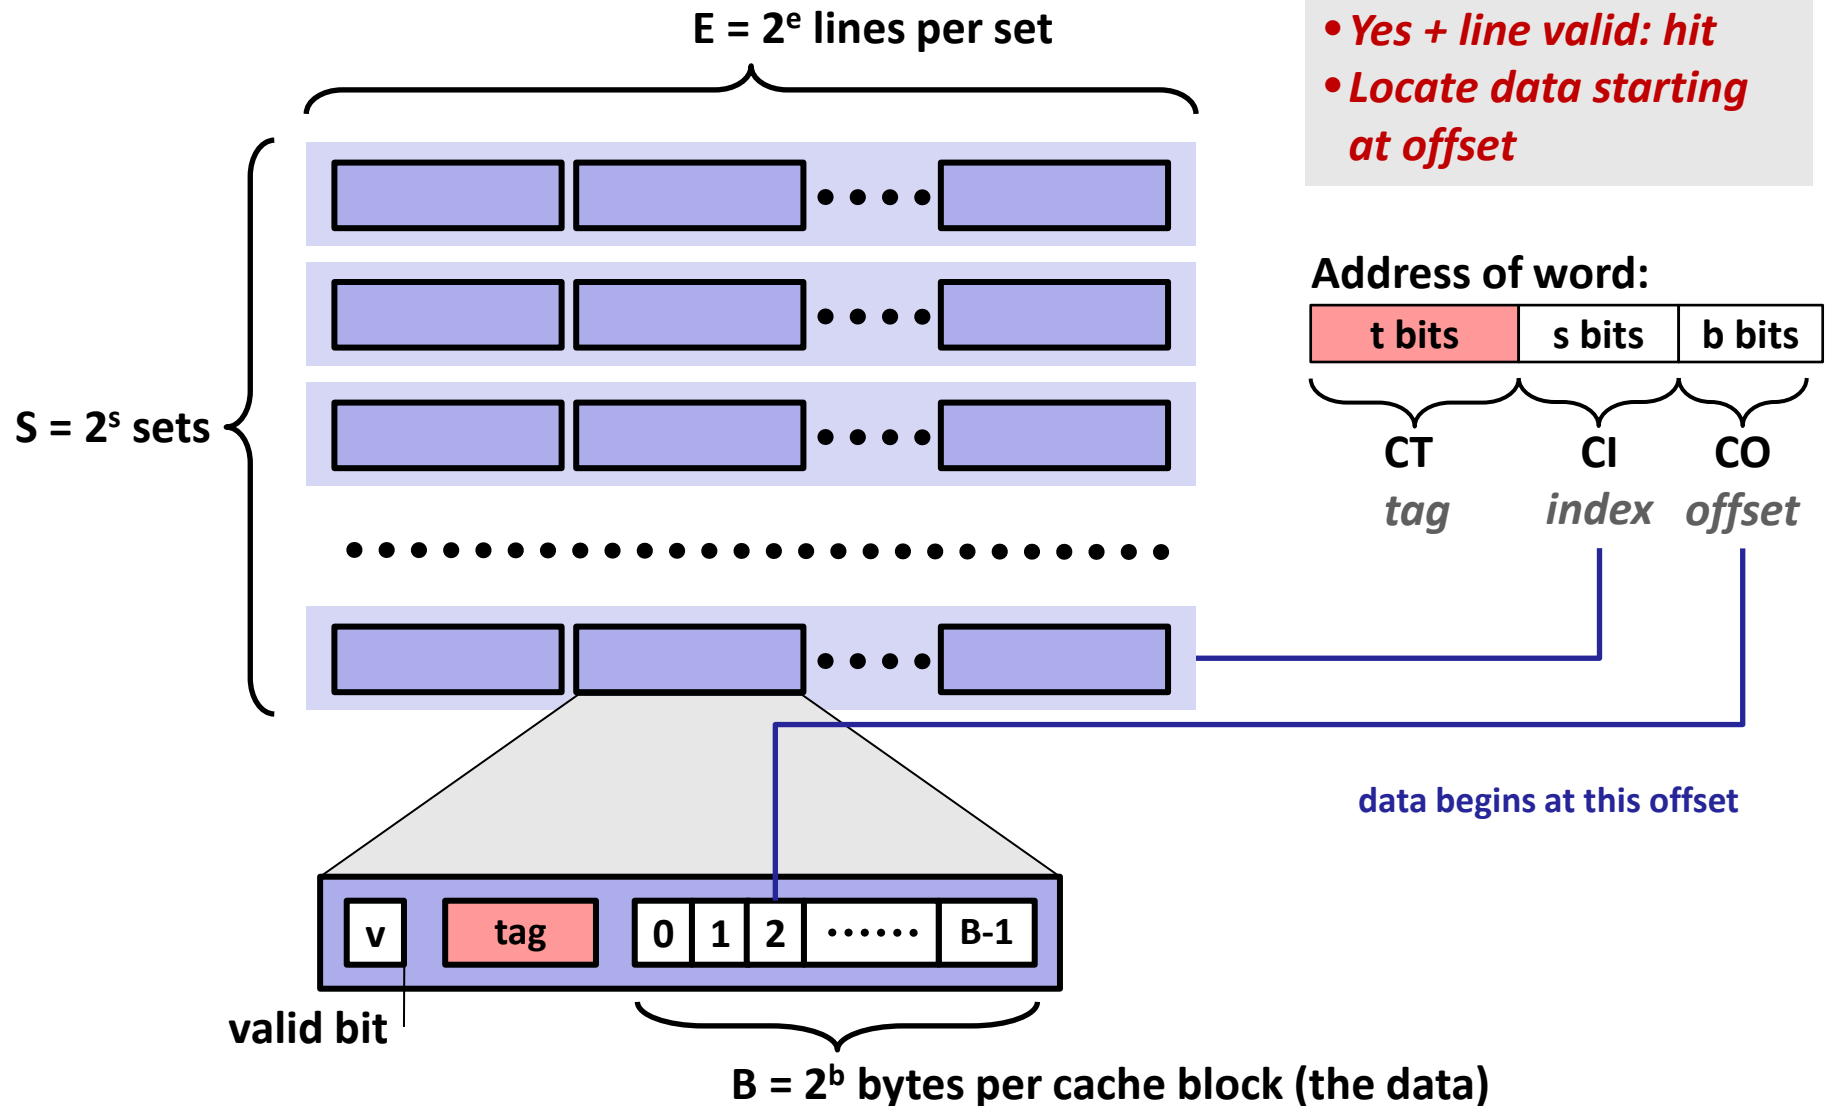 E = 2ᵉ lines per set
• Yes + line valid: hit
• Locate data starting
at offset
Address of word:
t bits s bits b bits
S = 2ˢ sets
CT CI CO
tag index offset
data begins at this offset
v tag 0 1 2 ...... B-1
valid bit
B = 2ᵇ bytes per cache block (the data)